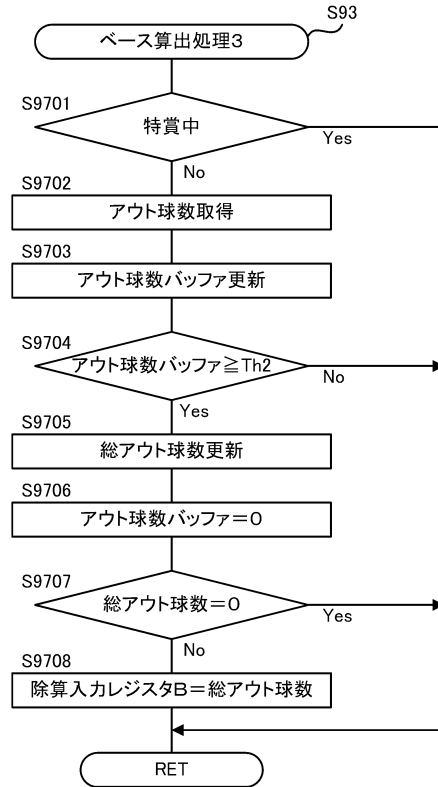 S93
ベース算出処理3
S9701
特賞中
Yes
No
S9702
アウト球数取得
S9703
アウト球数バッファ更新
S9704
アウト球数バッファ≧Th2
No
Yes
S9705
総アウト球数更新
S9706
アウト球数バッファ=0
S9707
総アウト球数=0
Yes
No
S9708
除算入力レジスタB=総アウト球数
RET